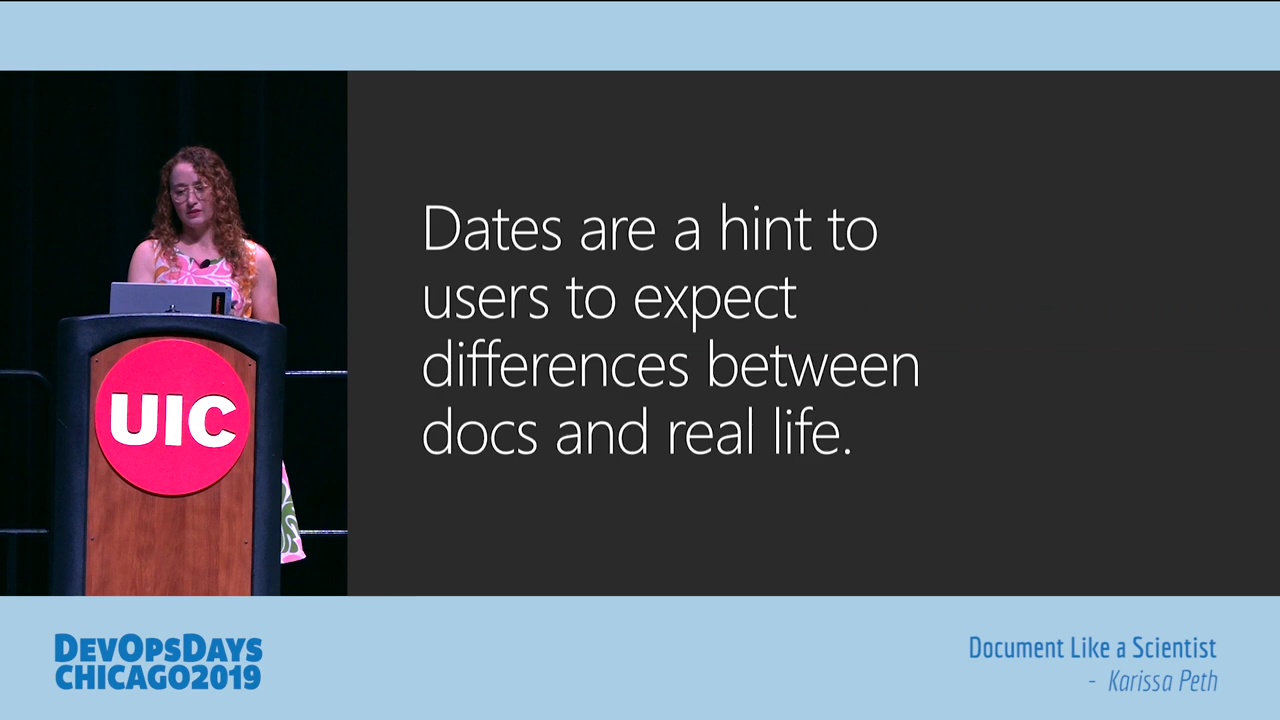 Dates are a hint to
users to expect
differences between
docs and real life.
UIC
DEVOPSDAYS
CHICAGO2019
Document Like a Scientist
- Karissa Peth